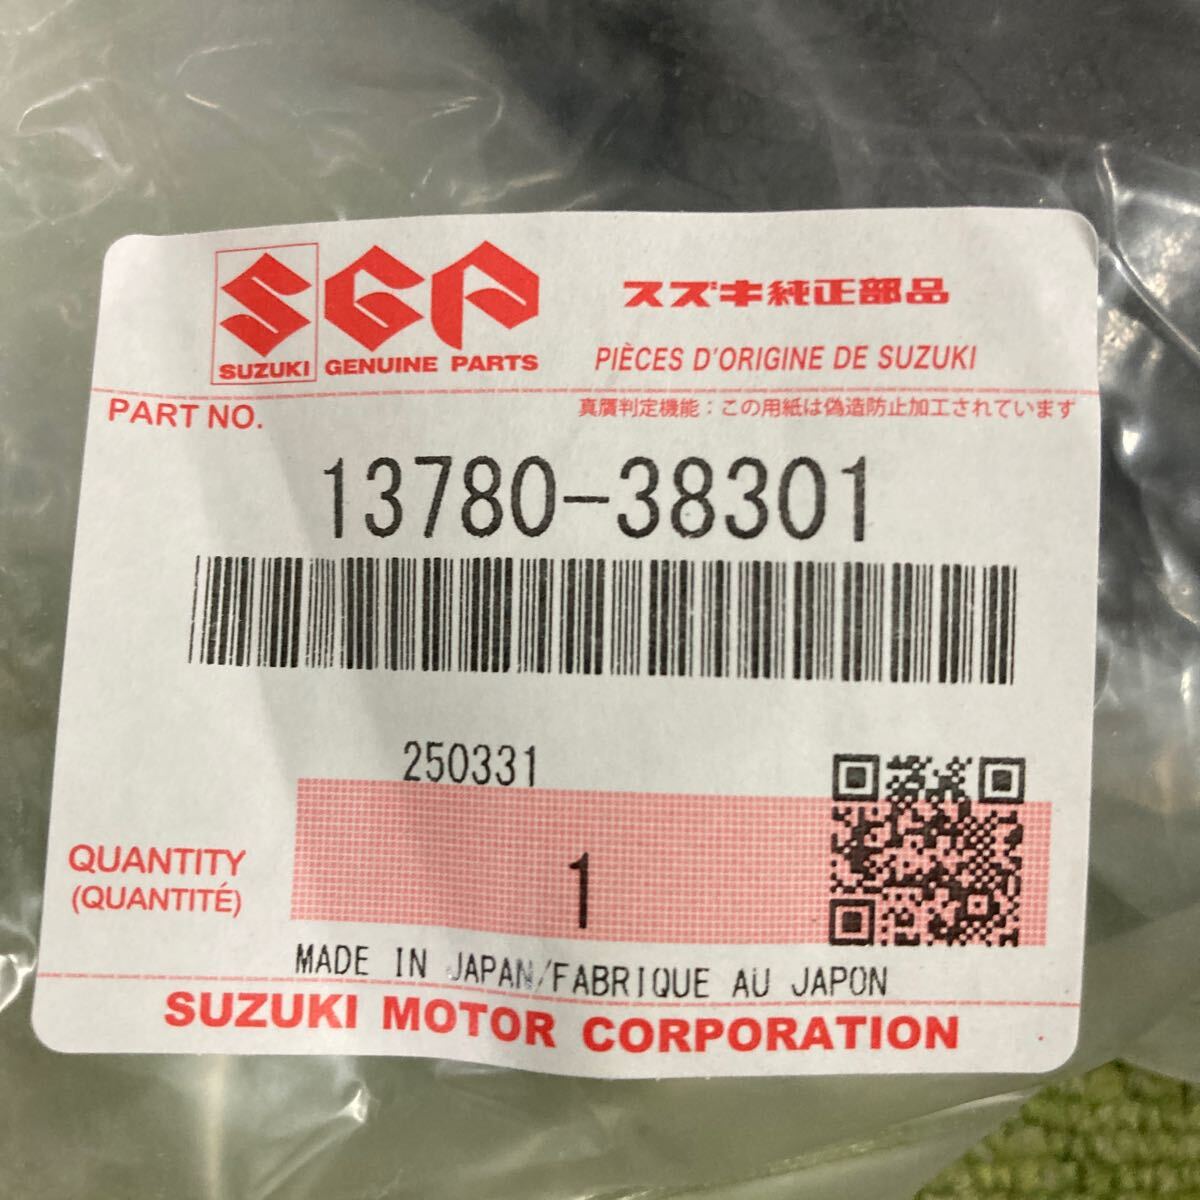 SGP
SUZUKI GENUINE PARTS
スズキ純正部品
PIÈCES D'ORIGINE DE SUZUKI
PART NO.
真贋判定機能：この用紙は偽造防止加工されています
13780-38301
250331
QUANTITY
(QUANTITÉ)
1
MADE IN JAPAN/FABRIQUE AU JAPON
SUZUKI MOTOR CORPORATION